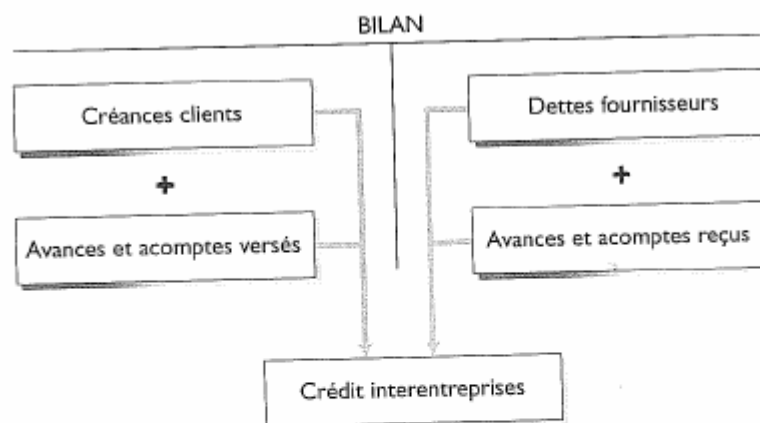 BILAN
Créances clients
+
Avances et acomptes versés
Dettes fournisseurs
+
Avances et acomptes reçus
Crédit interentreprises